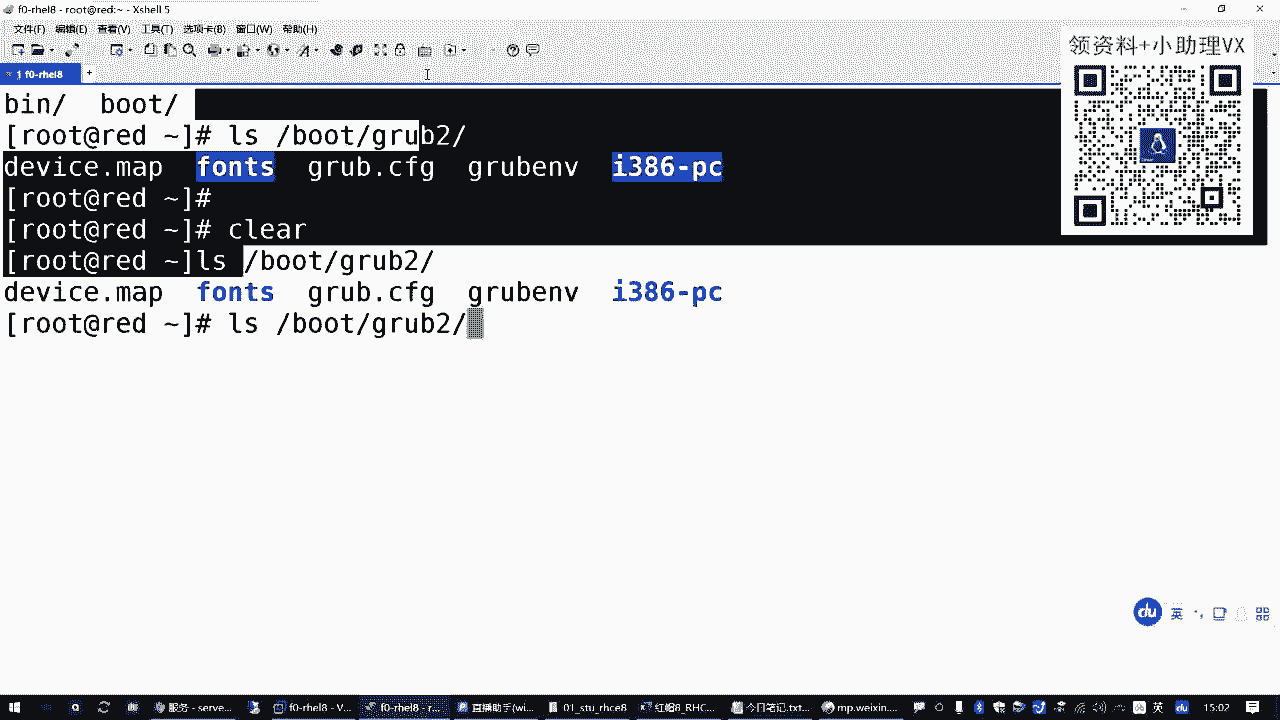 f0-rhel8 - root@red:~ - Xshell 5
文件(F) 编辑(E) 查看(V) 工具(T) 选项卡(B) 窗口(W) 帮助(H)
领资料+小助理VX
1 f0-rhel8 +
bin/ boot/
[root@red ~]# ls /boot/grub2/
device.map fonts grub.cfg grubenv i386-pc
[root@red ~]#
[root@red ~]# clear
[root@red ~]ls /boot/grub2/
device.map fonts grub.cfg grubenv i386-pc
[root@red ~]# ls /boot/grub2/
du 英
服务 - serve... f0-rhel8 - V... f0-rhel8 - r... 直播助手(wi... 01_stu_rhce8 红帽8_RHC... 今日笔记.txt... mp.weixin.... 英 du 15:02